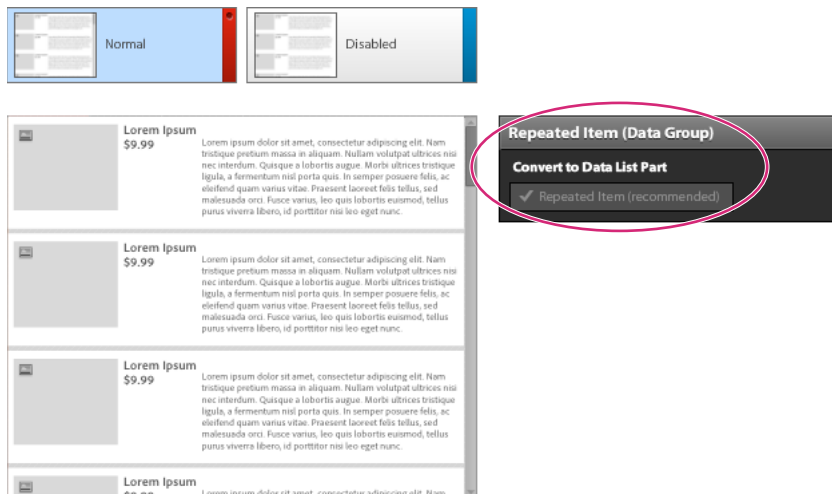 Normal
Disabled
Lorem Ipsum
$9.99
Lorem ipsum dolor sit amet, consectetur adipiscing elit. Nam
tristique pretium massa in aliquam. Nullam volutpat ultrices nisi
nec interdum. Quisque a lobortis augue. Morbi ultrices tristique
ligula, a fermentum nisl porta quis. In semper posuere felis, ac
eleifend quam varius vitae. Praesent laoreet felis tellus, sed
malesuada orci. Fusce varius, leo quis lobortis euismod, tellus
purus viverra libero, id porttitor nisi leo eget nunc.
Lorem Ipsum
$9.99
Lorem ipsum dolor sit amet, consectetur adipiscing elit. Nam
tristique pretium massa in aliquam. Nullam volutpat ultrices nisi
nec interdum. Quisque a lobortis augue. Morbi ultrices tristique
ligula, a fermentum nisl porta quis. In semper posuere felis, ac
eleifend quam varius vitae. Praesent laoreet felis tellus, sed
malesuada orci. Fusce varius, leo quis lobortis euismod, tellus
purus viverra libero, id porttitor nisi leo eget nunc.
Lorem Ipsum
$9.99
Lorem ipsum dolor sit amet, consectetur adipiscing elit. Nam
tristique pretium massa in aliquam. Nullam volutpat ultrices nisi
nec interdum. Quisque a lobortis augue. Morbi ultrices tristique
ligula, a fermentum nisl porta quis. In semper posuere felis, ac
eleifend quam varius vitae. Praesent laoreet felis tellus, sed
malesuada orci. Fusce varius, leo quis lobortis euismod, tellus
purus viverra libero, id porttitor nisi leo eget nunc.
Lorem Ipsum
Lorem ipsum dolor sit amet, consectetur adipiscing elit. Nam
Repeated Item (Data Group)
Convert to Data List Part
Repeated Item (recommended)